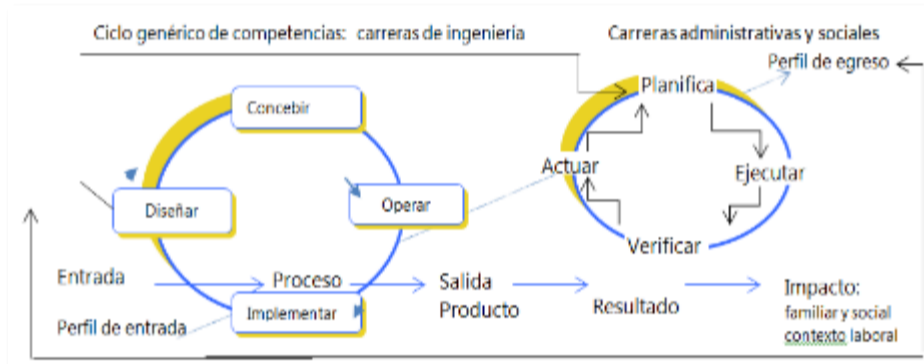 Ciclo genérico de competencias: carreras de ingenieria
Carreras administrativas y sociales
Perfil de egreso
Planifica
Concebir
Actuar
Ejecutar
Diseñar
Operar
Verificar
Entrada
Proceso
Salida
Producto
Resultado
Impacto:
familiar y social
contexto laboral
Perfil de entrada
Implementar